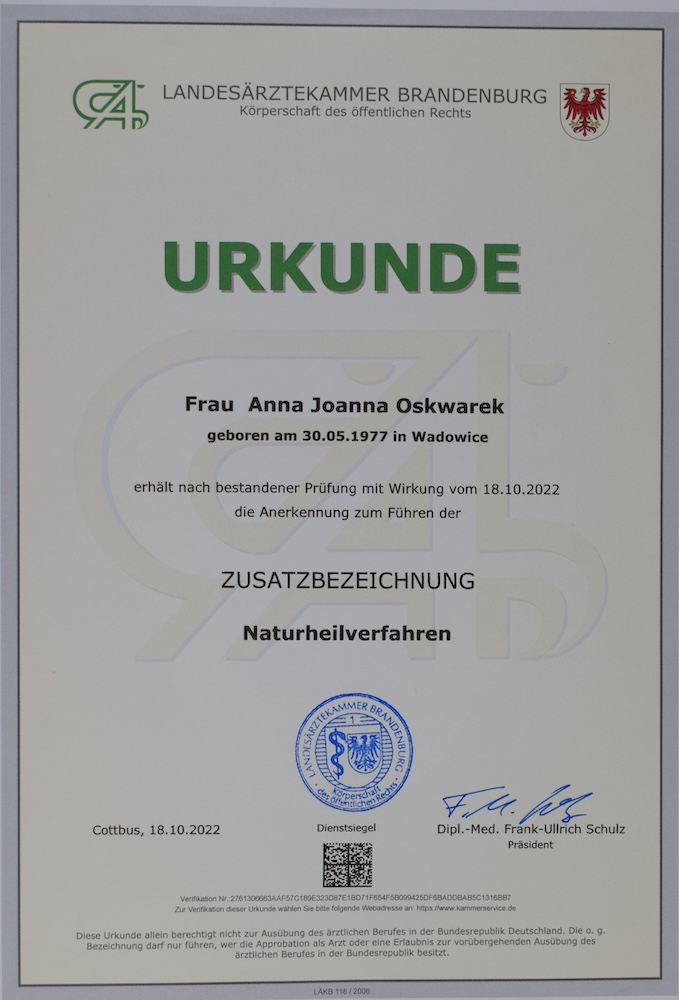 LANDESÄRZTEKAMMER BRANDENBURG
Körperschaft des öffentlichen Rechts
URKUNDE
Frau Anna Joanna Oskwarek
geboren am 30.05.1977 in Wadowice
erhält nach bestandener Prüfung mit Wirkung vom 18.10.2022
die Anerkennung zum Führen der
ZUSATZBEZEICHNUNG
Naturheilverfahren
LANDESÄRZTEKAMMER BRANDENBURG
1
Körperschaft
des öffentlichen Rechts
Cottbus, 18.10.2022
Dienstsiegel
Dipl.-Med. Frank-Ullrich Schulz
Präsident
Verifikation Nr.:2761306663AAF57C189E323D87E1BD71F654F5B099425DF6BADDBAB5C1316BB7
Zur Verifikation dieser Urkunde wählen Sie bitte folgende Webadresse an: https://www.kammerservice.de
Diese Urkunde allein berechtigt nicht zur Ausübung des ärztlichen Berufes in der Bundesrepublik Deutschland. Die o. g.
Bezeichnung darf nur führen, wer die Approbation als Arzt oder eine Erlaubnis zur vorübergehenden Ausübung des
ärztlichen Berufes in der Bundesrepublik besitzt.
LÄKB 118 / 2006